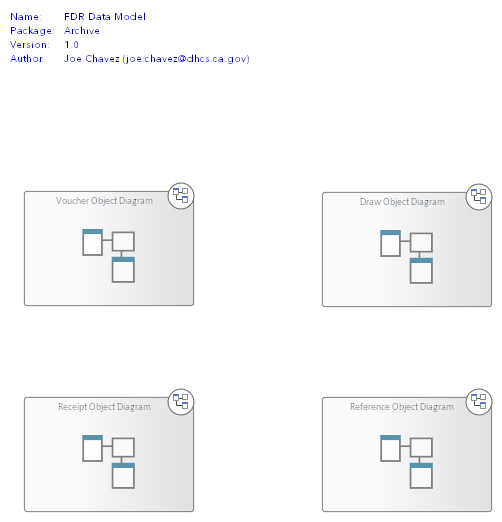 Name: FDR Data Model
Package: Archive
Version: 1.0
Author: Joe Chavez (joe.chavez@dhcs.ca.gov)
Voucher Object Diagram
Draw Object Diagram
Receipt Object Diagram
Reference Object Diagram